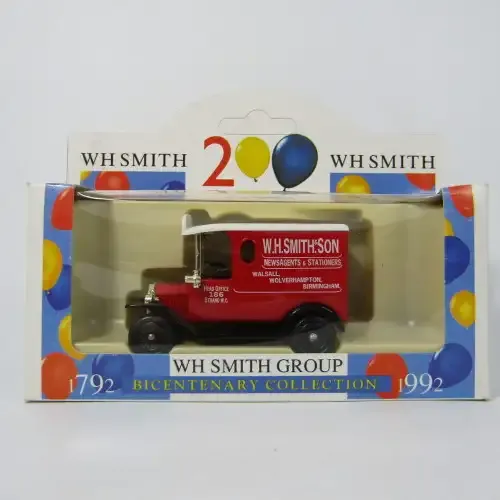 200
WH SMITH
WH SMITH
W.H.SMITH & SON
NEWSAGENTS & STATIONERS
WALSALL,
WOLVERHAMPTON,
BIRMINGHAM.
HEAD OFFICE
186
STRAND W.C.
WH SMITH GROUP
1792 BICENTENARY COLLECTION 1992